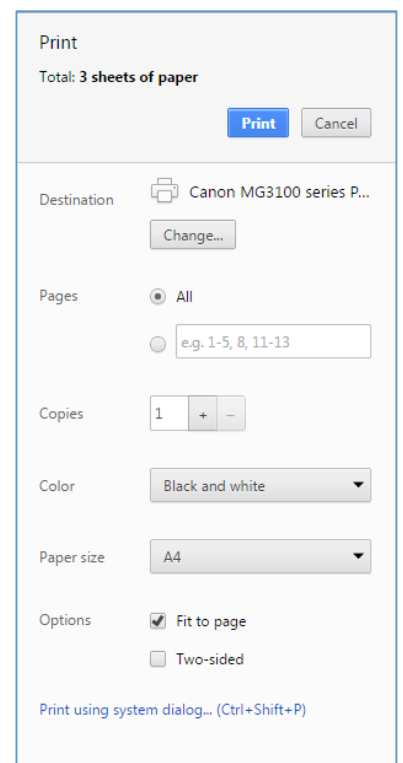 Print
Total: 3 sheets of paper
Print Cancel
Destination Canon MG3100 series P...
Change...
Pages All
e.g. 1-5, 8, 11-13
Copies 1 + –
Color Black and white
Paper size A4
Options Fit to page
Two-sided
Print using system dialog... (Ctrl+Shift+P)